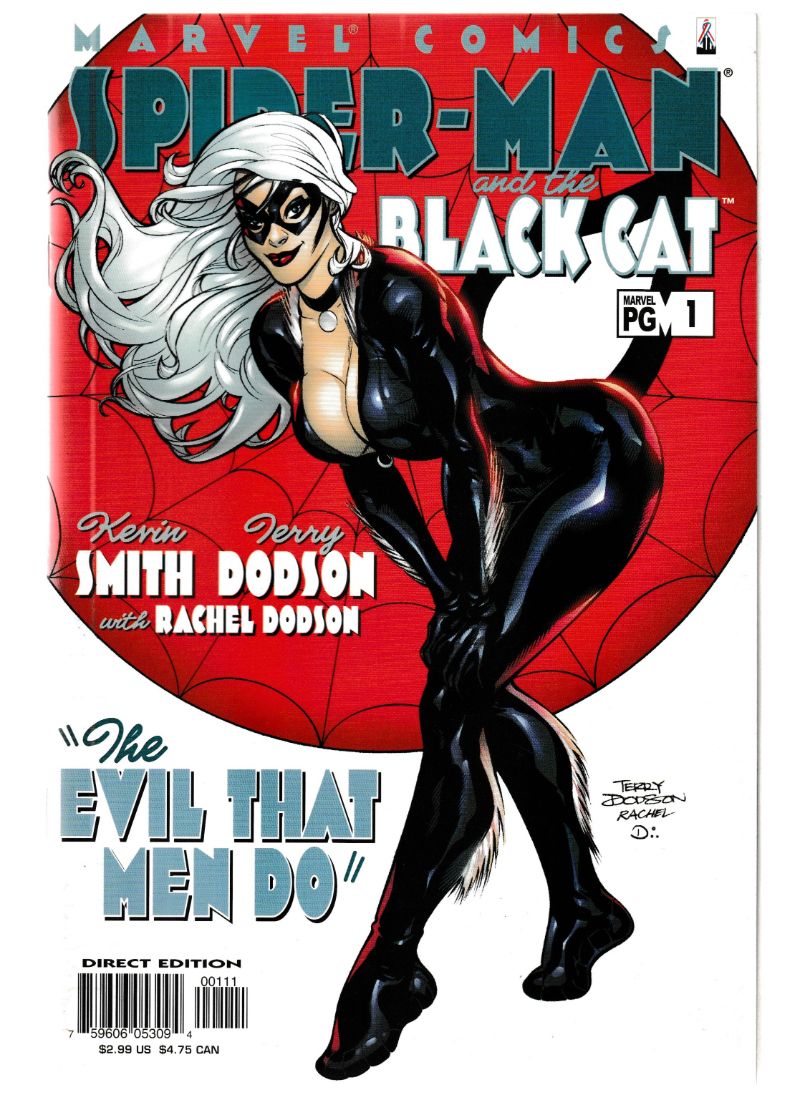 MARVEL® COMICS
SPIDER-MAN®
and the
BLACK CAT™
MARVEL
PG 1
Kevin Terry
SMITH DODSON
with RACHEL DODSON
"The
EVIL THAT
MEN DO"
TERRY
DODSON
RACHEL
D::
DIRECT EDITION
00111
7 59606 05309 4
$2.99 US $4.75 CAN